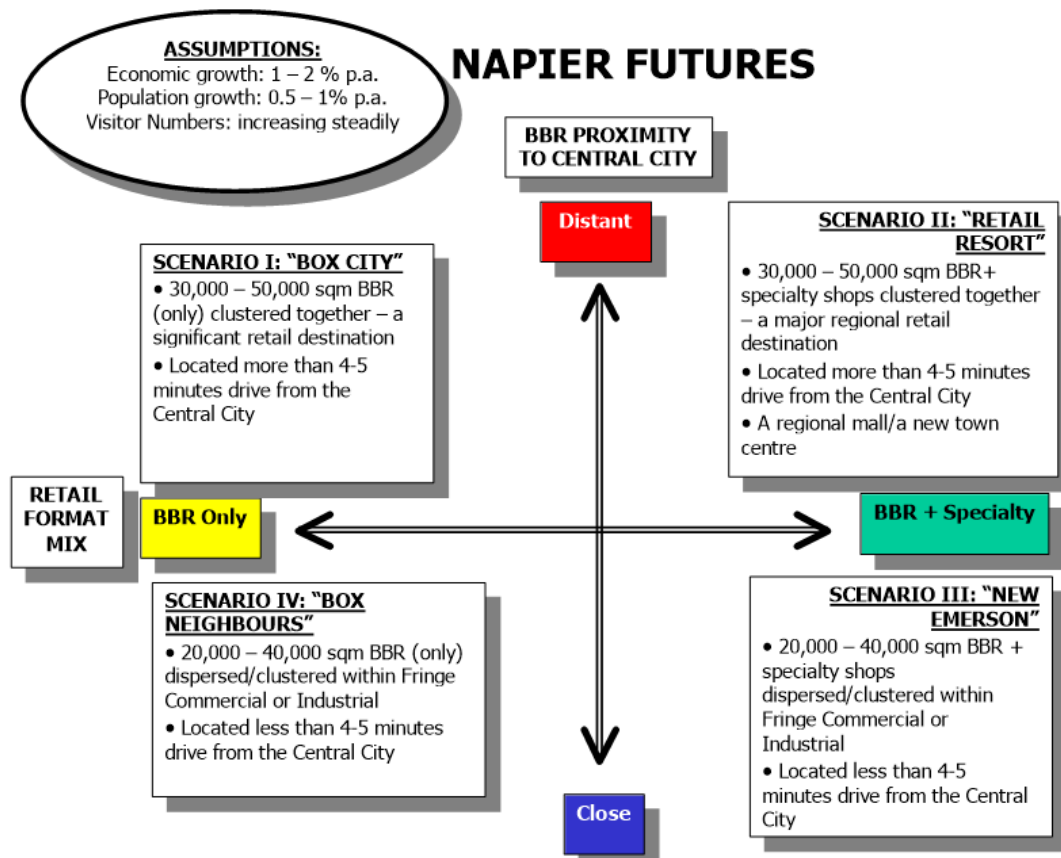 ASSUMPTIONS:
Economic growth: 1 – 2 % p.a.
Population growth: 0.5 – 1% p.a.
Visitor Numbers: increasing steadily
NAPIER FUTURES
BBR PROXIMITY
TO CENTRAL CITY
Distant
SCENARIO I: “BOX CITY”
• 30,000 – 50,000 sqm BBR
(only) clustered together – a
significant retail destination
• Located more than 4-5
minutes drive from the
Central City
SCENARIO II: “RETAIL
RESORT”
• 30,000 – 50,000 sqm BBR+
specialty shops clustered together
– a major regional retail
destination
• Located more than 4-5 minutes
drive from the Central City
• A regional mall/a new town
centre
RETAIL
FORMAT
MIX
BBR Only
BBR + Specialty
SCENARIO IV: “BOX
NEIGHBOURS”
• 20,000 – 40,000 sqm BBR (only)
dispersed/clustered within Fringe
Commercial or Industrial
• Located less than 4-5 minutes
drive from the Central City
SCENARIO III: “NEW
EMERSON”
• 20,000 – 40,000 sqm BBR +
specialty shops
dispersed/clustered within
Fringe Commercial or
Industrial
• Located less than 4-5
minutes drive from the Central
City
Close